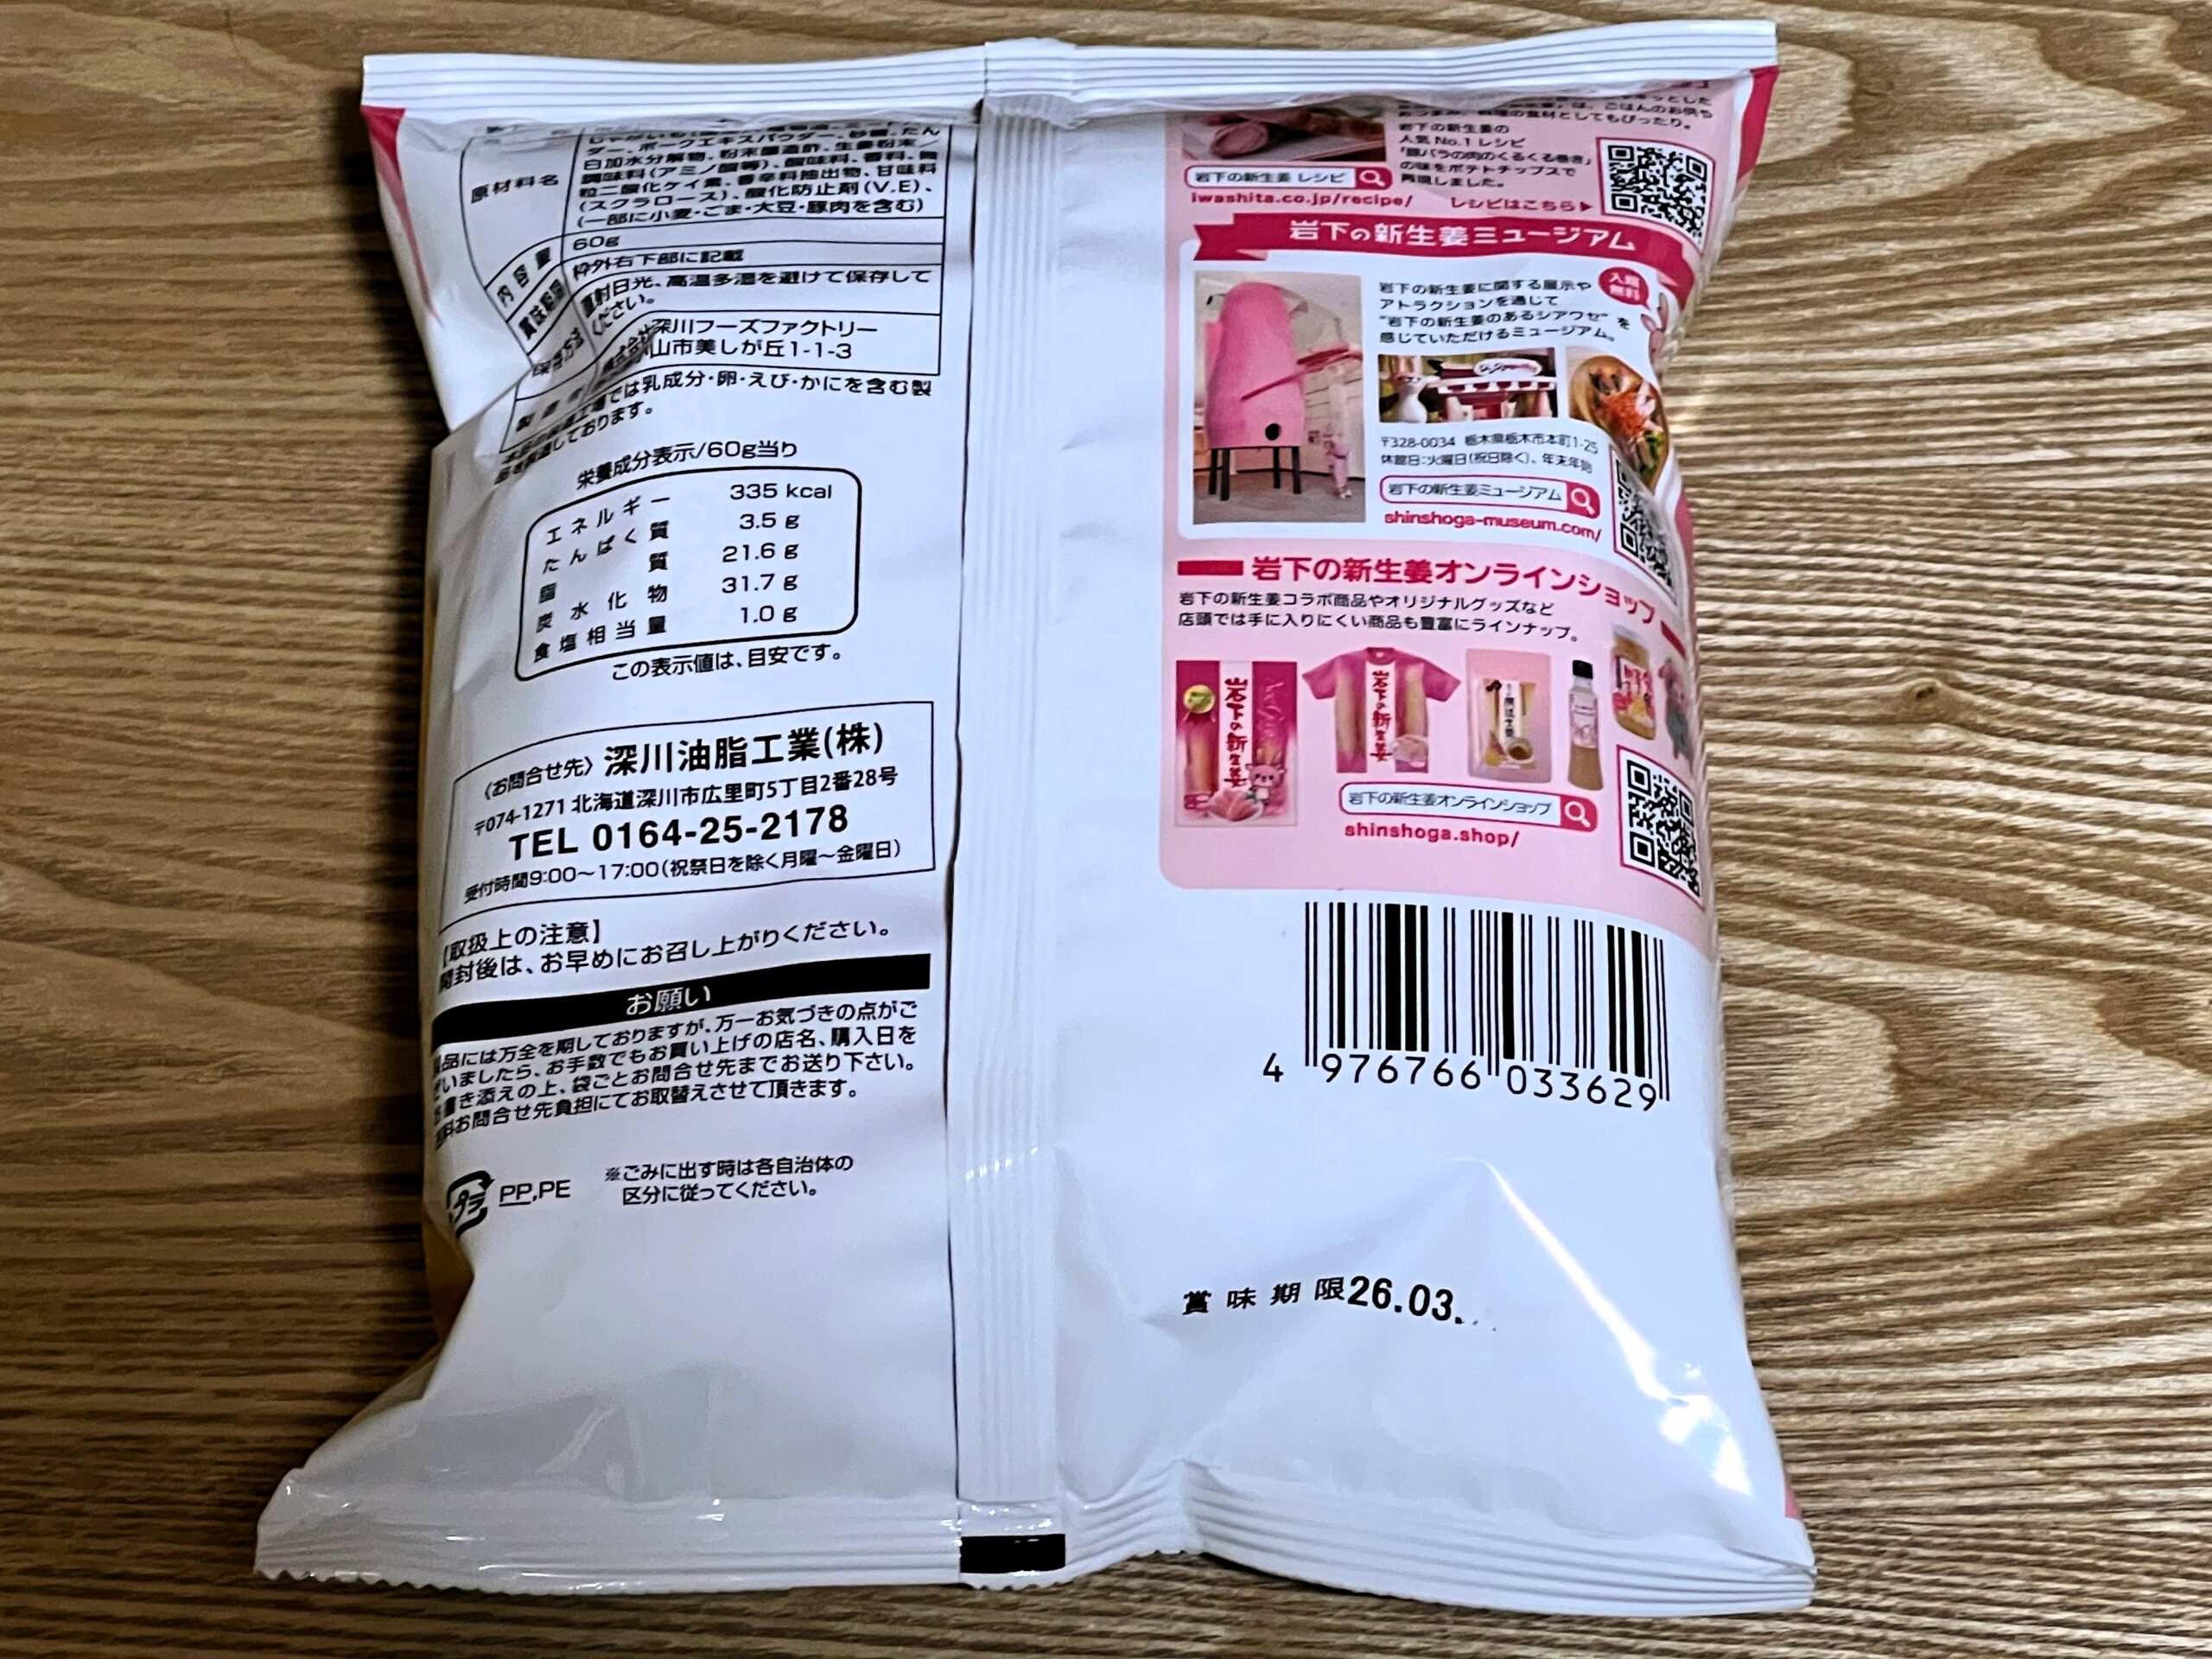 原材料名
白加水分解物、粉末醸造酢、生姜粉末／
調味料(アミノ酸等)、酸味料、香料、微
粒二酸化ケイ素、香辛料抽出物、甘味料
(スクラロース)、酸化防止剤(V.E)、
(一部に小麦・ごま・大豆・豚肉を含む)
内容量 60g
賞味期限 枠外右下部に記載
保存方法 直射日光、高温多湿を避けて保存して
ください。
株式会社深川フーズファクトリー
山市美しが丘1-1-3
では乳成分・卵・えび・かにを含む製
しております。
栄養成分表示/60g当り
エネルギー 335 kcal
たんぱく質 3.5 g
脂質 21.6 g
炭水化物 31.7 g
食塩相当量 1.0 g
この表示値は、目安です。
〈お問合せ先〉深川油脂工業(株)
〒074-1271 北海道深川市広里町5丁目2番28号
TEL 0164-25-2178
受付時間9:00～17:00(祝祭日を除く月曜～金曜日)
【取扱上の注意】
開封後は、お早めにお召し上がりください。
お願い
品には万全を期しておりますが、万一お気づきの点がご
いましたら、お手数でもお買い上げの店名、購入日を
き添えの上、袋ごとお問合せ先までお送り下さい。
お問合せ先負担にてお取替えさせて頂きます。
プラ PP,PE
※ごみに出す時は各自治体の
区分に従ってください。
岩下の新生姜の
人気No.1レシピ
「豚バラの肉のくるくる巻き」
の味をポテトチップスで
再現しました。
岩下の新生姜 レシピ
iwashita.co.jp/recipe/
レシピはこちら▶
岩下の新生姜ミュージアム
入館
無料
岩下の新生姜に関する展示や
アトラクションを通じて
"岩下の新生姜のあるシアワセ"を
感じていただけるミュージアム。
〒328-0034 栃木県栃木市本町1-25
休館日:火曜日(祝日除く)、年末年始
岩下の新生姜ミュージアム
shinshoga-museum.com/
岩下の新生姜オンラインショップ
岩下の新生姜コラボ商品やオリジナルグッズなど
店頭では手に入りにくい商品も豊富にラインナップ。
岩下の新生姜
岩下の新生姜
岩下の新生姜オンラインショップ
shinshoga.shop/
4 976766 033629
賞味期限26.03.